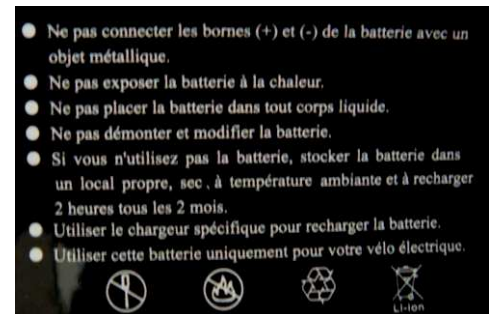 Ne pas connecter les bornes (+) et (-) de la batterie avec un
objet métallique.
Ne pas exposer la batterie à la chaleur.
Ne pas placer la batterie dans tout corps liquide.
Ne pas démonter et modifier la batterie.
Si vous n'utilisez pas la batterie, stocker la batterie dans
un local propre, sec, à température ambiante et à recharger
2 heures tous les 2 mois.
Utiliser le chargeur spécifique pour recharger la batterie.
Utiliser cette batterie uniquement pour votre vélo électrique.
Li-ion